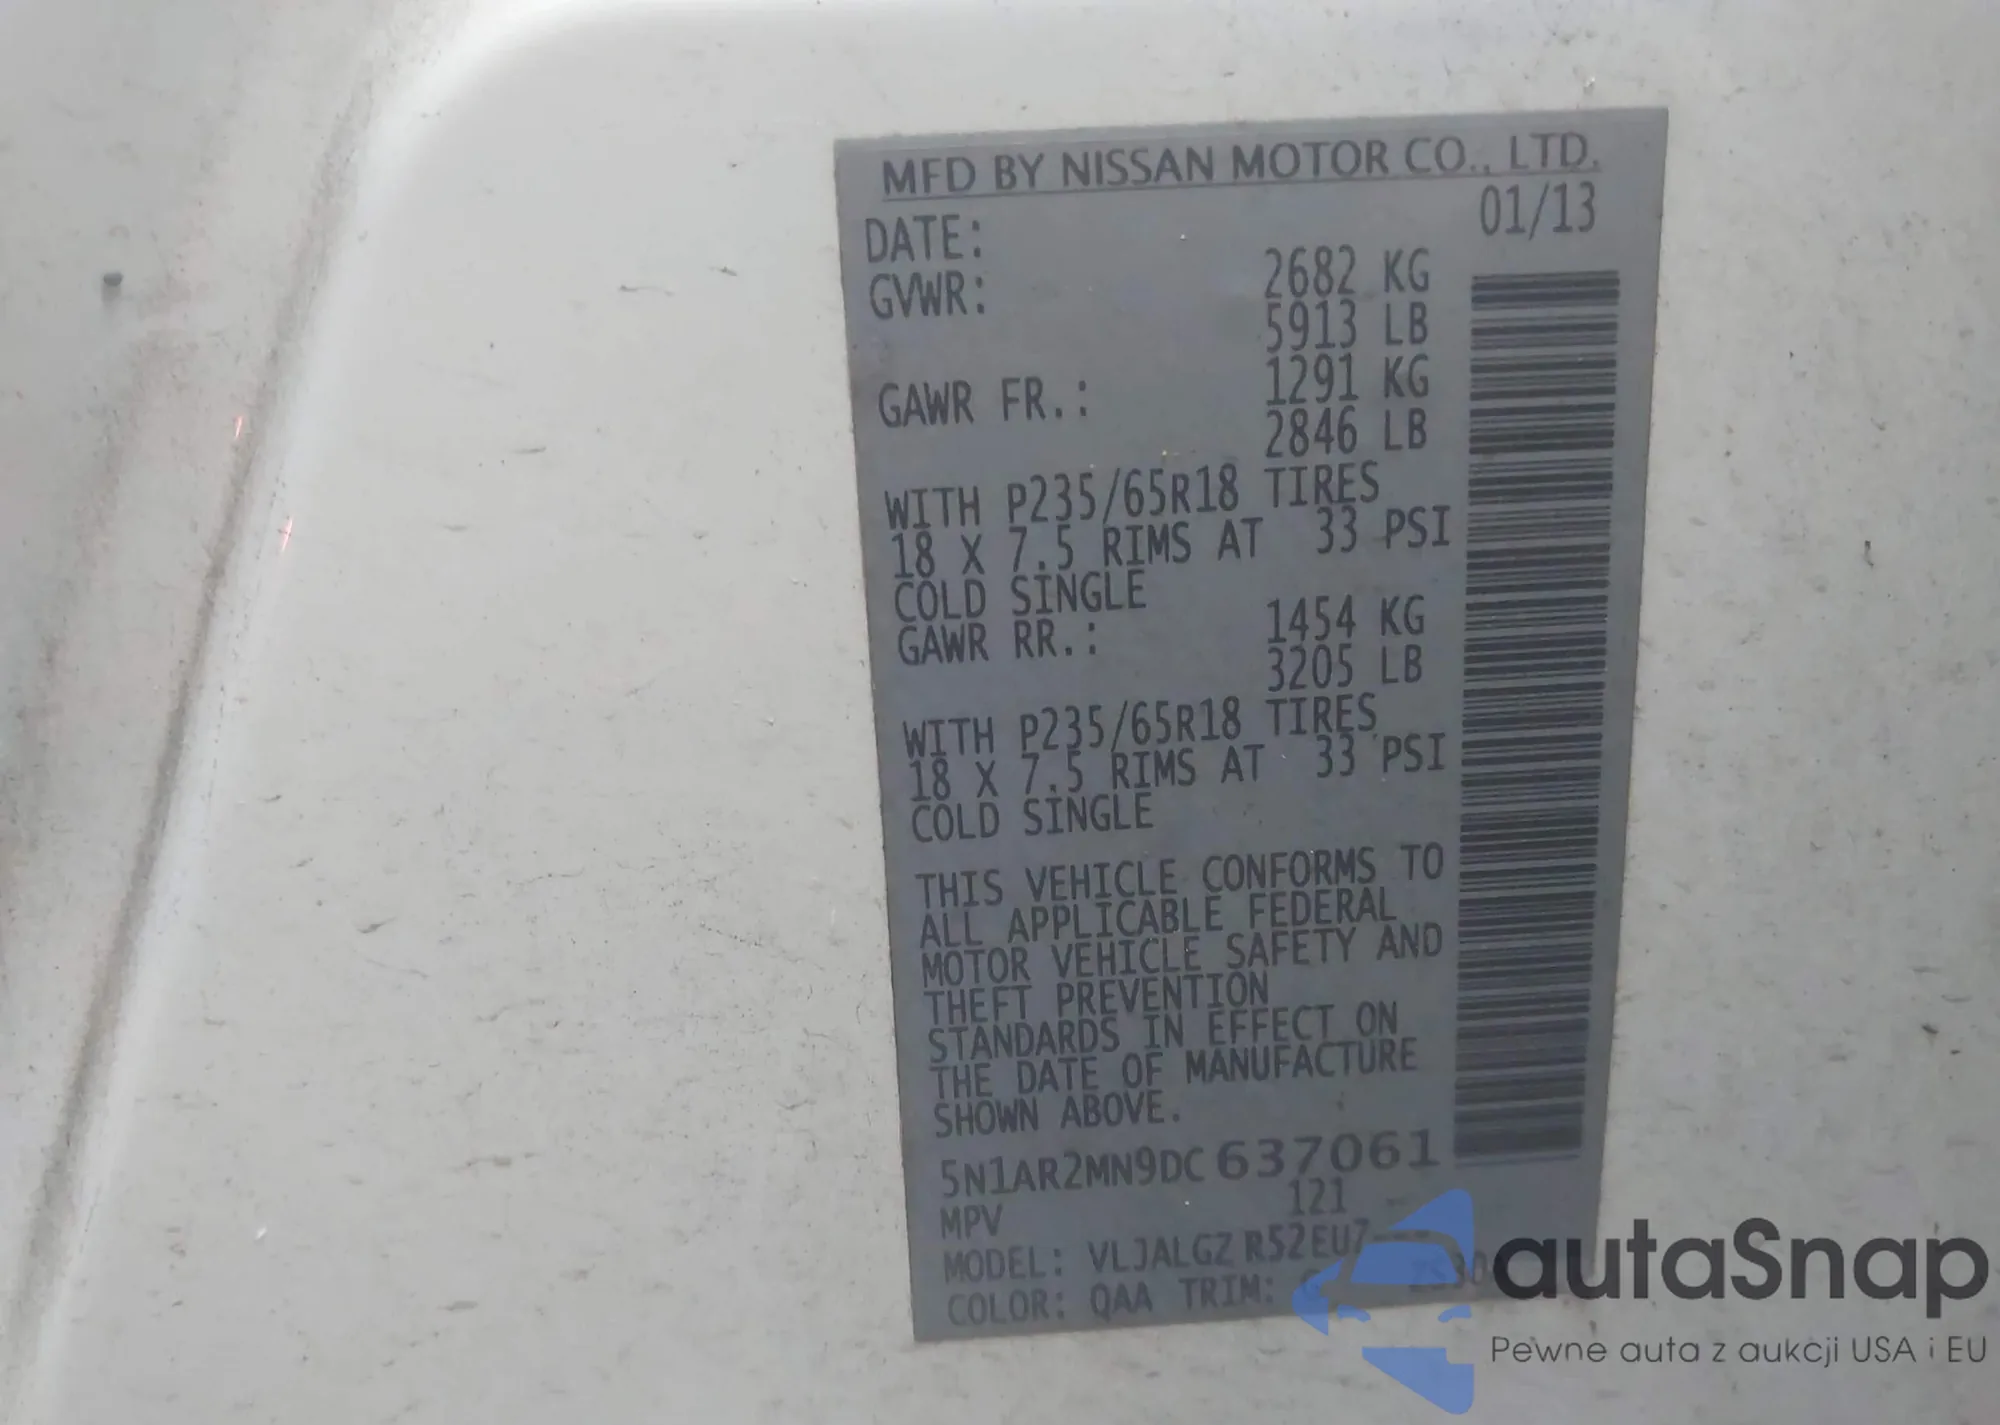 MFD BY NISSAN MOTOR CO., LTD.
DATE: 01/13
GVWR: 2682 KG
5913 LB
GAWR FR.: 1291 KG
2846 LB
WITH P235/65R18 TIRES
18 X 7.5 RIMS AT 33 PSI
COLD SINGLE
GAWR RR.: 1454 KG
3205 LB
WITH P235/65R18 TIRES
18 X 7.5 RIMS AT 33 PSI
COLD SINGLE
THIS VEHICLE CONFORMS TO
ALL APPLICABLE FEDERAL
MOTOR VEHICLE SAFETY AND
THEFT PREVENTION
STANDARDS IN EFFECT ON
THE DATE OF MANUFACTURE
SHOWN ABOVE.
5N1AR2MN9DC637061
MPV 121
MODEL: VLJALGZ
COLOR: QAA TRIM:
autaSnap
Pewne auta z aukcji USA i EU